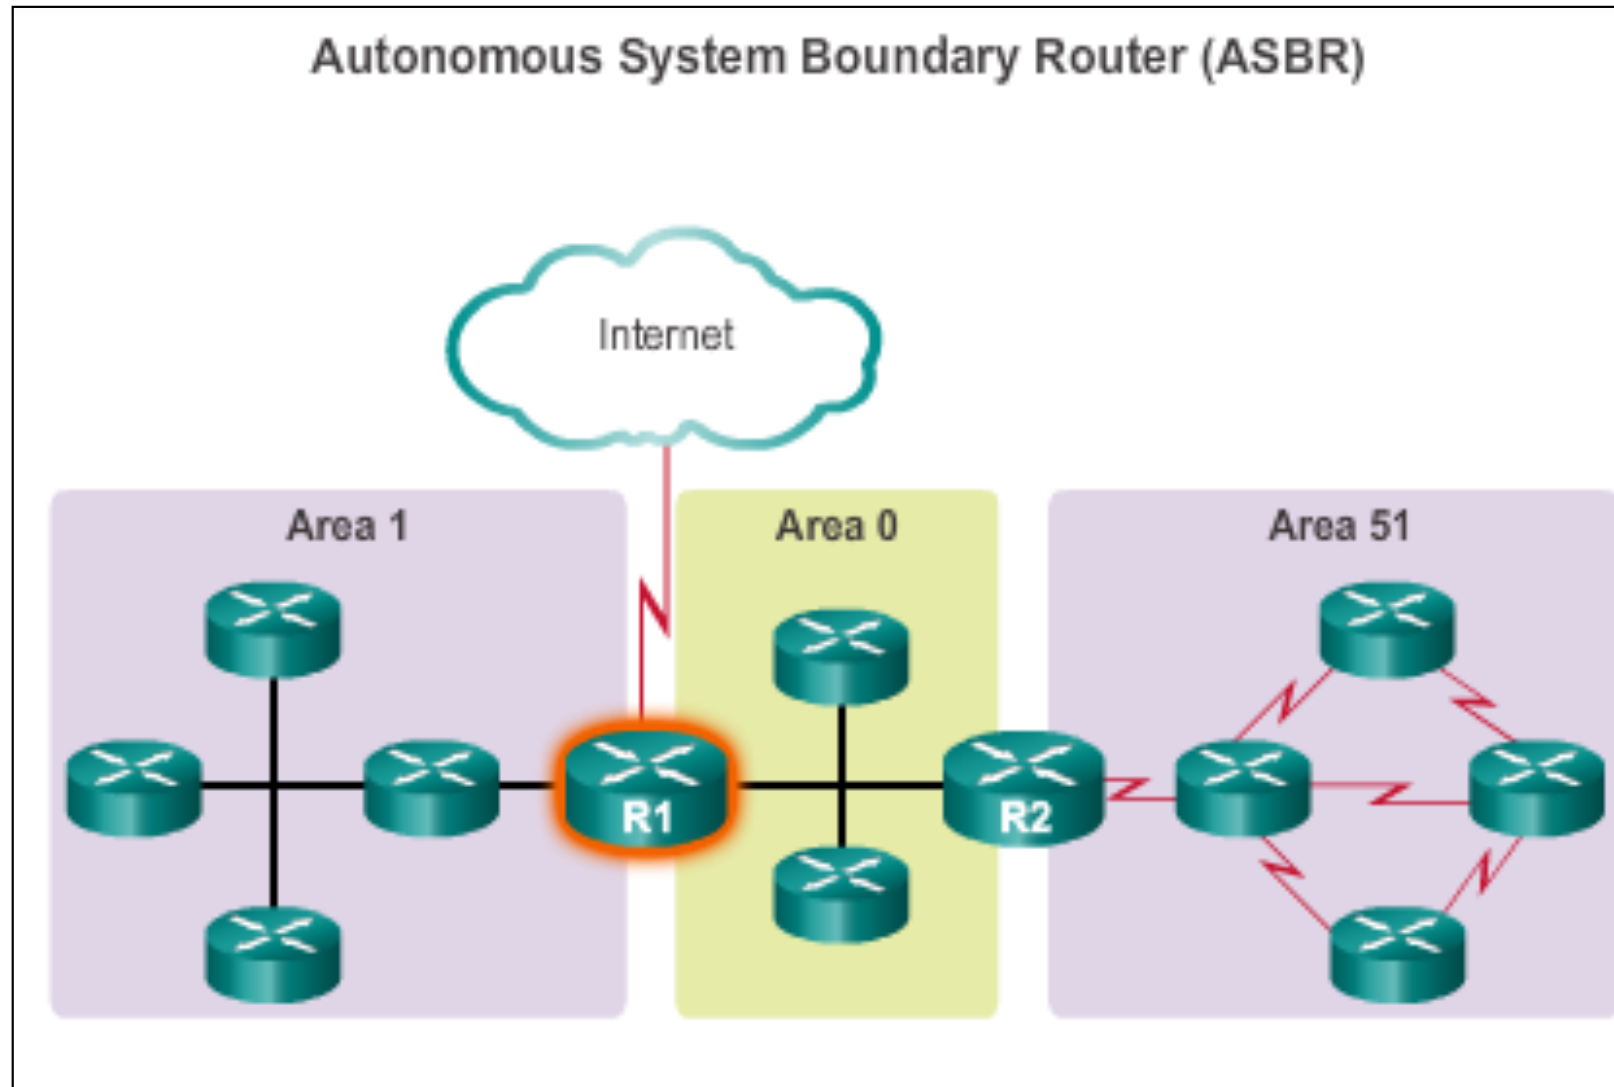 Autonomous System Boundary Router (ASBR)
Internet
Area 1
Area 0
Area 51
R1
R2